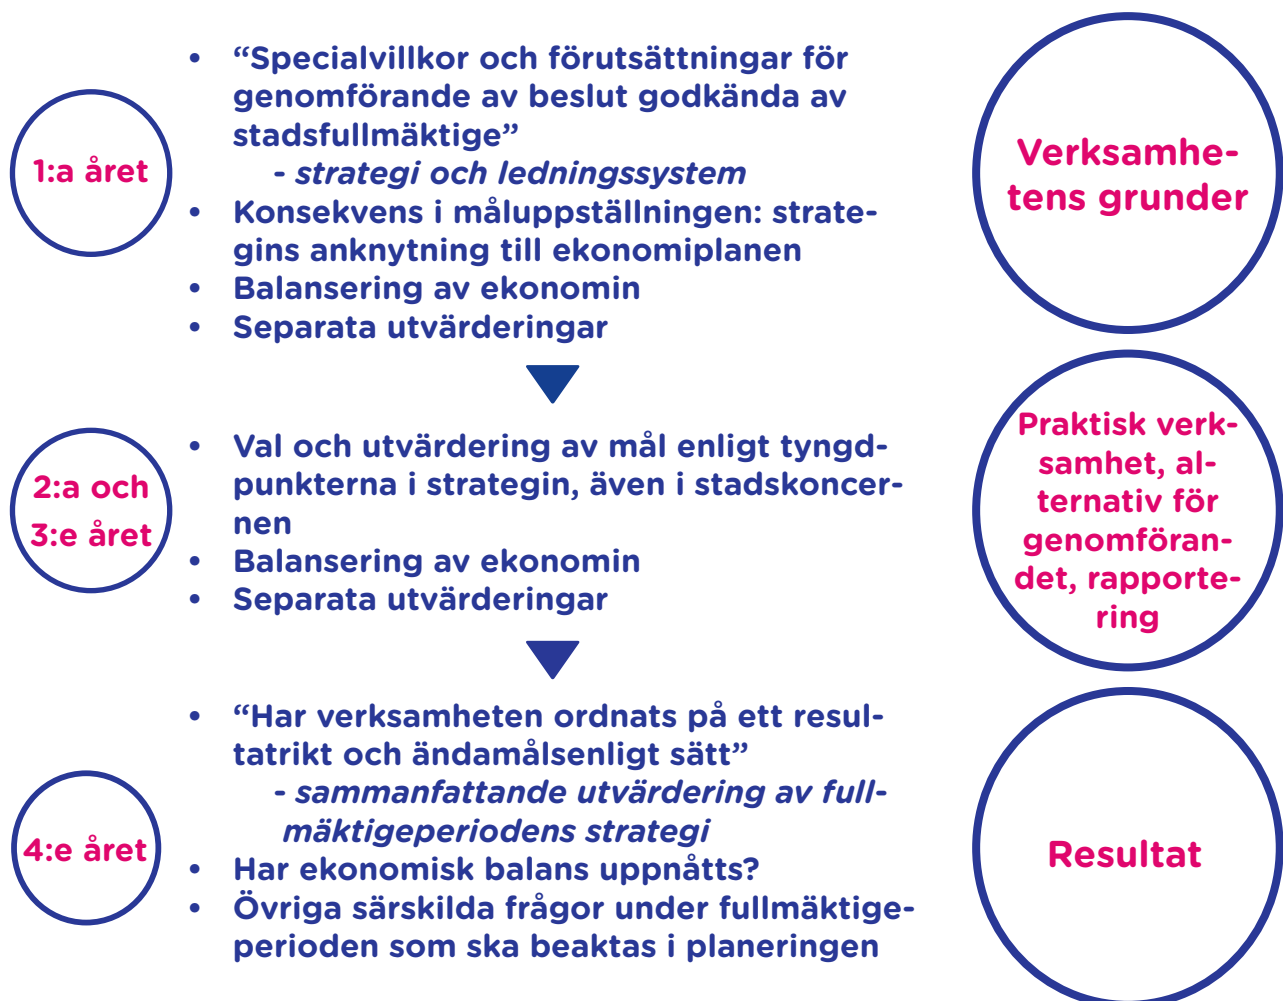 1:a året
• “Specialvillkor och förutsättningar för
genomförande av beslut godkända av
stadsfullmäktige”
- strategi och ledningssystem
• Konsekvens i måluppställningen: strate-
gins anknytning till ekonomiplanen
• Balansering av ekonomin
• Separata utvärderingar
Verksamhe-
tens grunder
2:a och
3:e året
• Val och utvärdering av mål enligt tyngd-
punkterna i strategin, även i stadskoncer-
nen
• Balansering av ekonomin
• Separata utvärderingar
Praktisk verk-
samhet, al-
ternativ för
genomföran-
det, rapporte-
ring
4:e året
• “Har verksamheten ordnats på ett resul-
tatrikt och ändamålsenligt sätt”
- sammanfattande utvärdering av full-
mäktigeperiodens strategi
• Har ekonomisk balans uppnåtts?
• Övriga särskilda frågor under fullmäktige-
perioden som ska beaktas i planeringen
Resultat